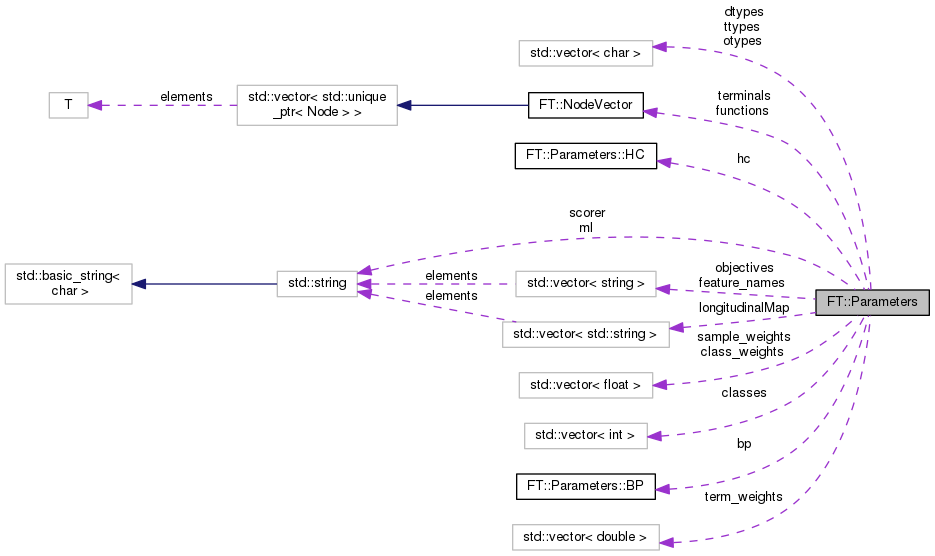 dtypes
ttypes
otypes
std::vector< char >
T
elements
std::vector< std::unique
_ptr< Node > >
FT::NodeVector
terminals
functions
FT::Parameters::HC
hc
scorer
ml
std::basic_string<
char >
std::string
elements
elements
std::vector< string >
objectives
feature_names
std::vector< std::string >
longitudinalMap
FT::Parameters
sample_weights
class_weights
std::vector< float >
classes
std::vector< int >
bp
FT::Parameters::BP
term_weights
std::vector< double >